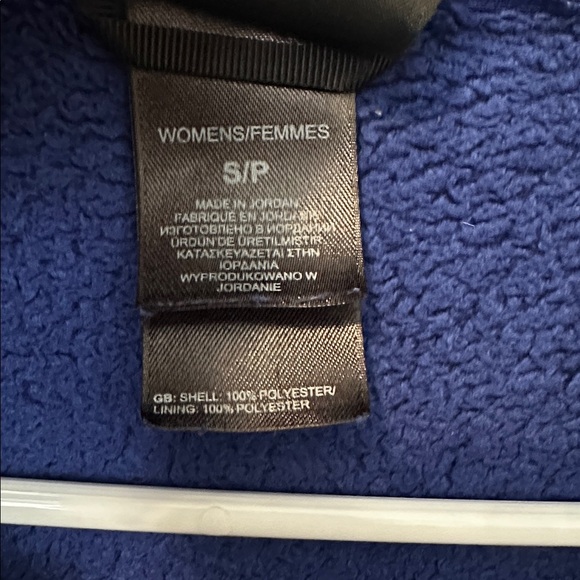 WOMENS/FEMMES
S/P
MADE IN JORDAN
FABRIQUÉ EN JORDANIE
ИЗГОТОВЛЕНО В ИОРДАНИИ
ÜRDÜN'DE ÜRETILMISTIR
ΚΑΤΑΣΚΕΥΑΖΕΤΑΙ ΣΤΗΝ
ΙΟΡΔΑΝΙΑ
WYPRODUKOWANO W
JORDANIE
GB: SHELL: 100% POLYESTER/
LINING: 100% POLYESTER